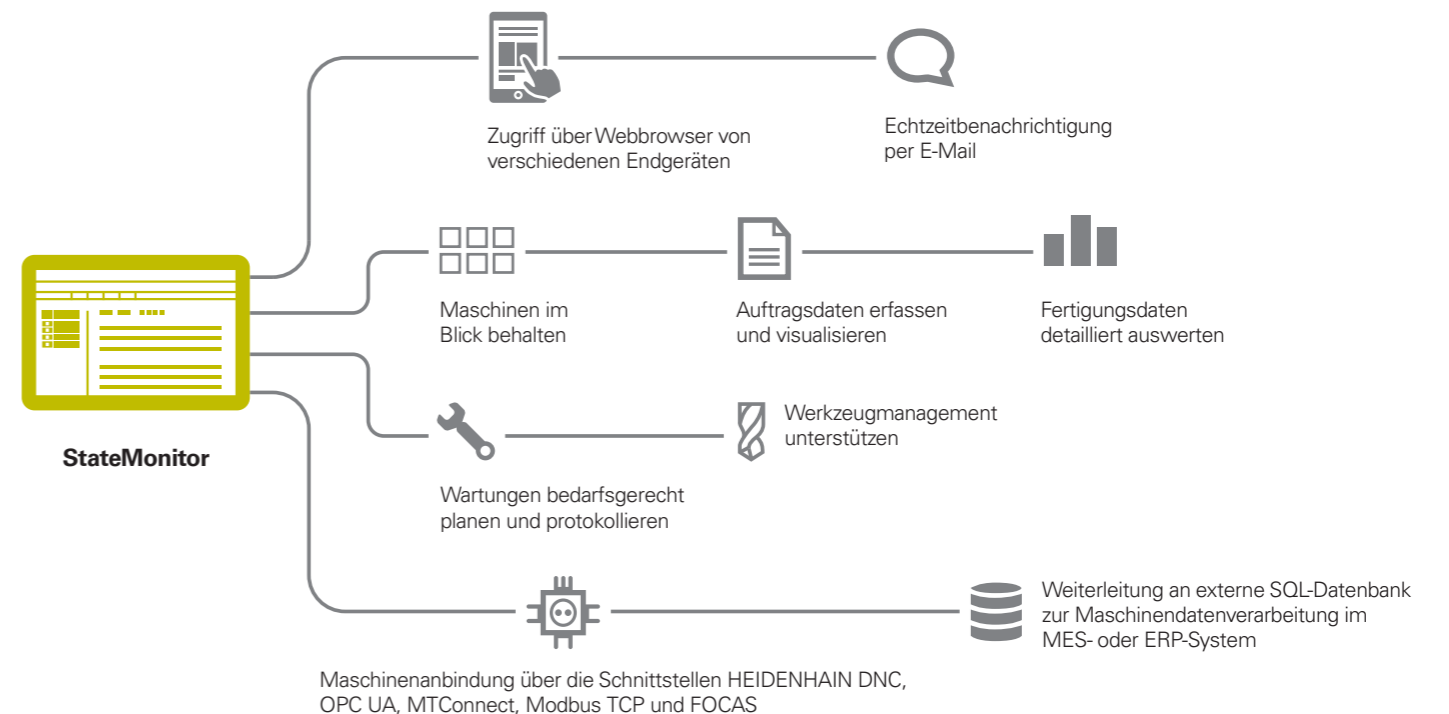 Zugriff über Webbrowser von
verschiedenen Endgeräten
Echtzeitbenachrichtigung
per E-Mail
Maschinen im
Blick behalten
Auftragsdaten erfassen
und visualisieren
Fertigungsdaten
detailliert auswerten
StateMonitor
Werkzeugmanagement
unterstützen
Wartungen bedarfsgerecht
planen und protokollieren
Weiterleitung an externe SQL-Datenbank
zur Maschinendatenverarbeitung im
MES- oder ERP-System
Maschinenanbindung über die Schnittstellen HEIDENHAIN DNC,
OPC UA, MTConnect, Modbus TCP und FOCAS